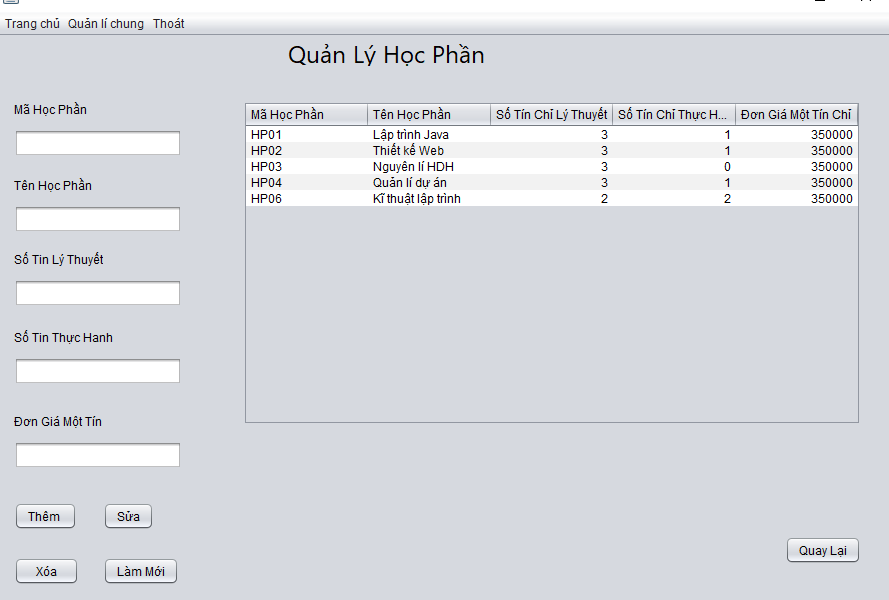 Trang chủ Quản lí chung Thoát
Quản Lý Học Phần
Mã Học Phần
Tên Học Phần
Số Tin Lý Thuyết
Số Tin Thực Hanh
Đơn Giá Một Tín
Thêm Sửa
Xóa Làm Mới
Mã Học Phần Tên Học Phần Số Tín Chỉ Lý Thuyết Số Tín Chỉ Thực H... Đơn Giá Một Tín Chỉ
HP01 Lập trình Java 3 1 350000
HP02 Thiết kế Web 3 1 350000
HP03 Nguyên lí HDH 3 0 350000
HP04 Quản lí dự án 3 1 350000
HP06 Kĩ thuật lập trình 2 2 350000
Quay Lại